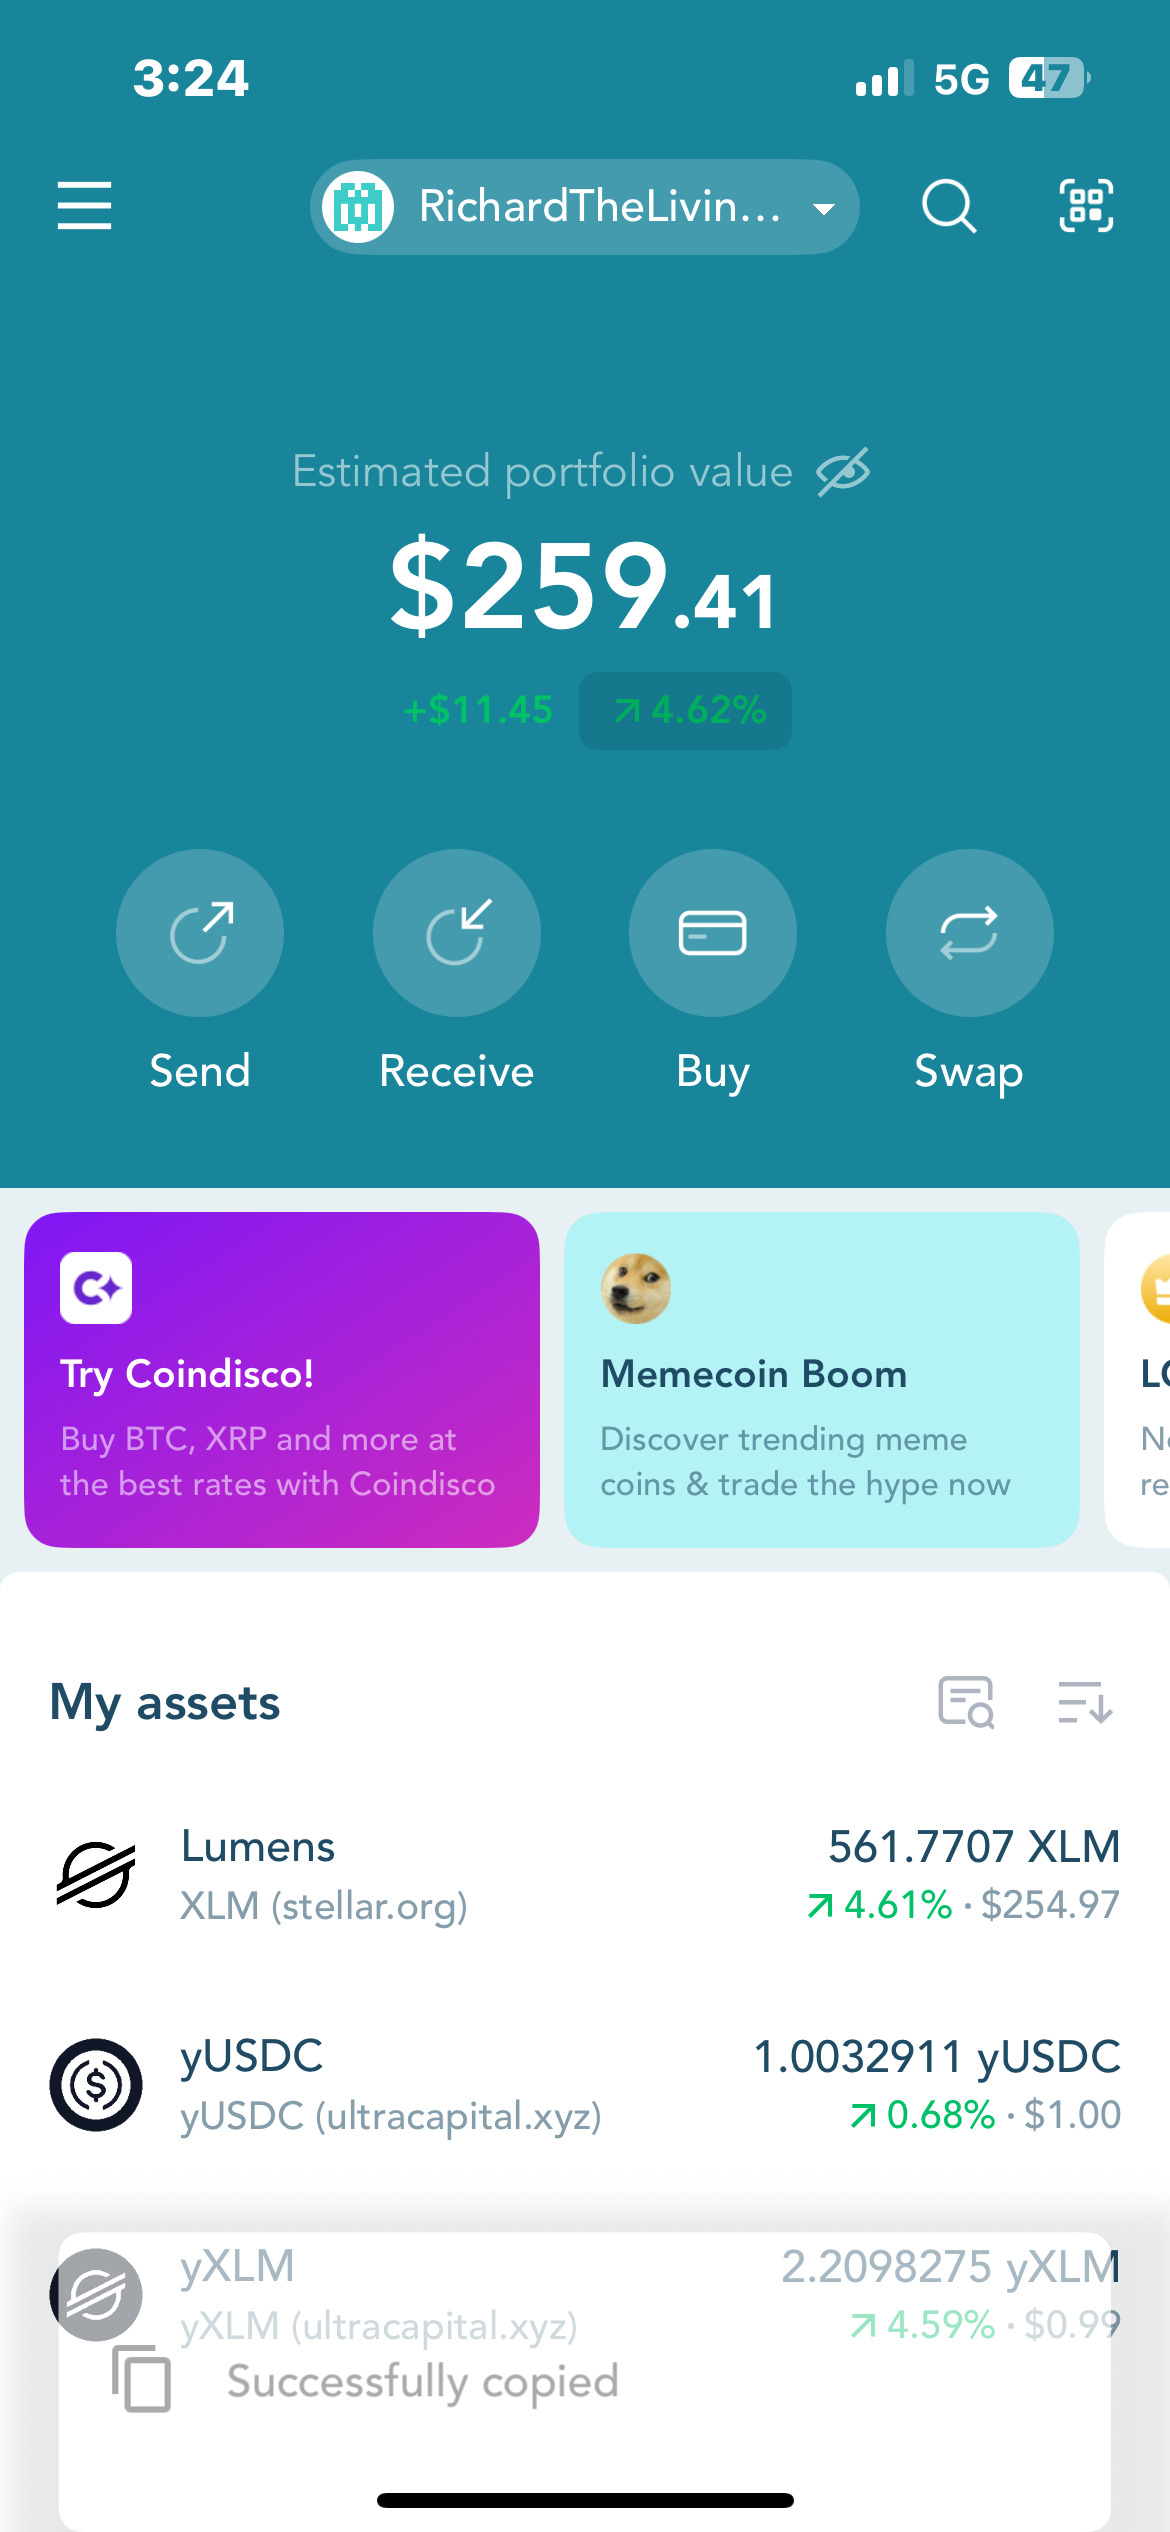 3:24
5G 47
RichardTheLivin...
Estimated portfolio value
$259.41
+$11.45 4.62%
Send Receive Buy Swap
Try Coindisco!
Buy BTC, XRP and more at
the best rates with Coindisco
Memecoin Boom
Discover trending meme
coins & trade the hype now
My assets
Lumens 561.7707 XLM
XLM (stellar.org) 4.61% · $254.97
yUSDC 1.0032911 yUSDC
yUSDC (ultracapital.xyz) 0.68% · $1.00
yXLM 2.2098275 yXLM
yXLM (ultracapital.xyz) 4.59% · $0.99
Successfully copied